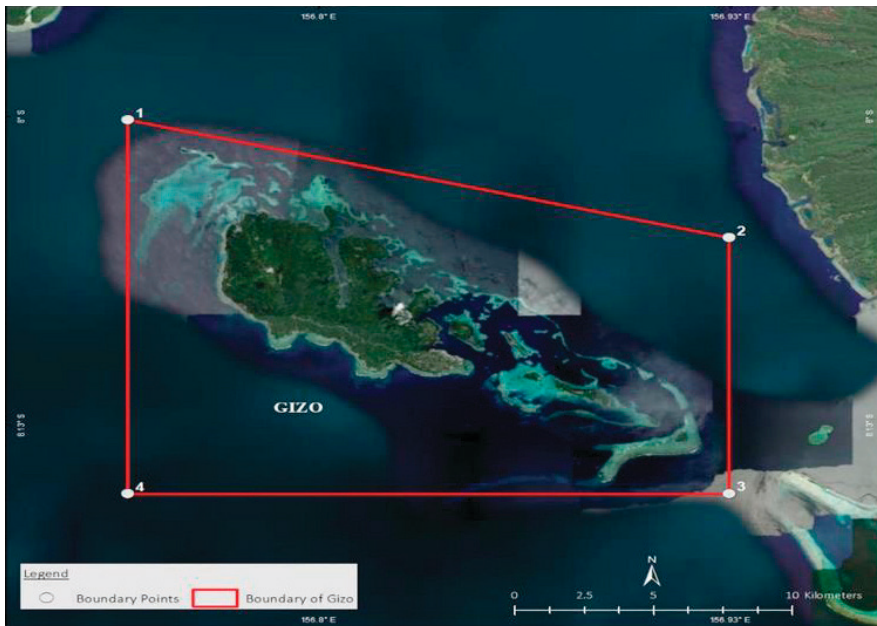 156.8° E 156.93° E
1
8° S 8° S
2
GIZO
8.13° S 8.13° S
4 3
Legend
Boundary Points Boundary of Gizo
N
0 2.5 5 10 Kilometers
156.8° E 156.93° E